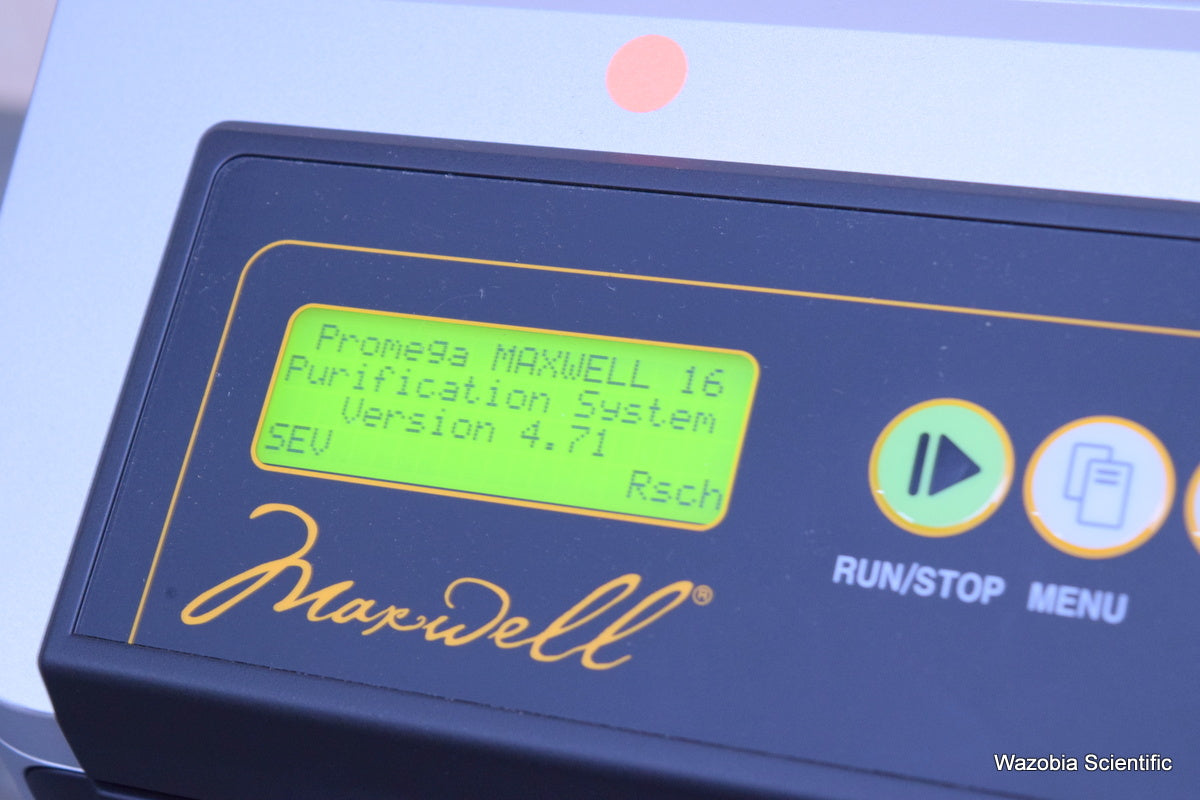 Promega MAXWELL 16
Purification System
Version 4.71
SEV
Rsch
Maxwell®
RUN/STOP MENU
Wazobia Scientific